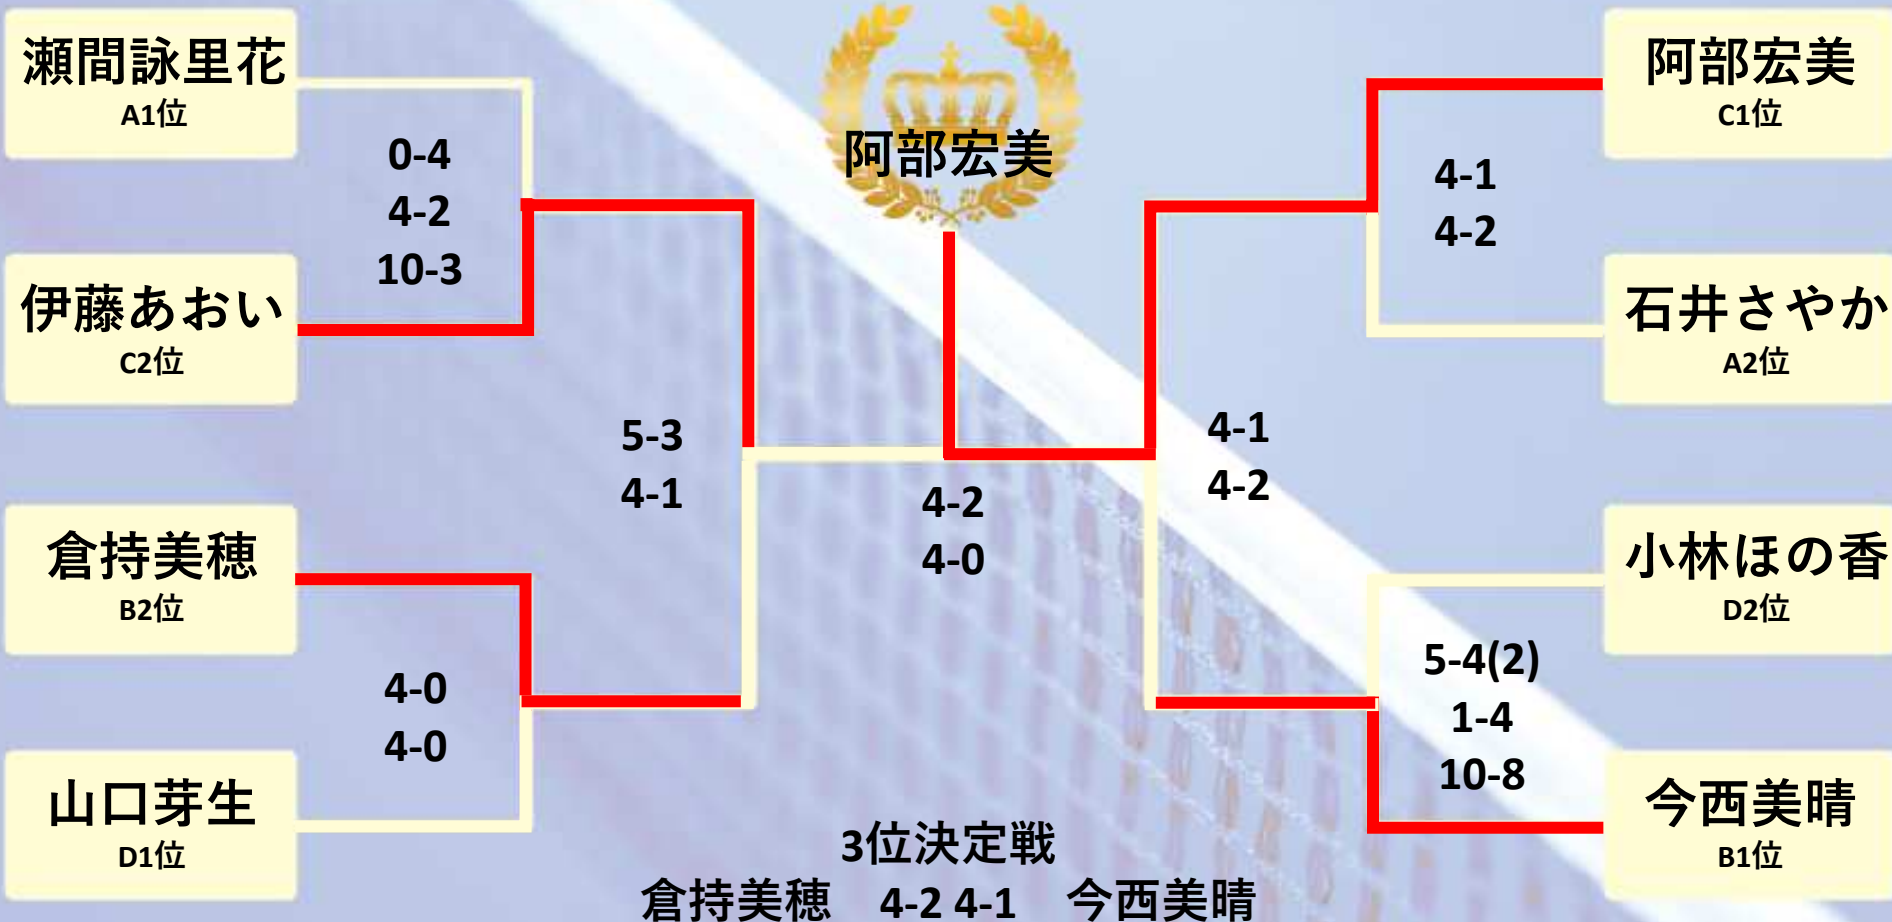 瀬間詠里花
A1位
0-4
4-2
10-3
伊藤あおい
C2位
5-3
4-1
倉持美穂
B2位
4-0
4-0
山口芽生
D1位
阿部宏美
4-2
4-0
阿部宏美
C1位
4-1
4-2
石井さやか
A2位
4-1
4-2
小林ほの香
D2位
5-4(2)
1-4
10-8
今西美晴
B1位
3位決定戦
倉持美穂 4-2 4-1 今西美晴